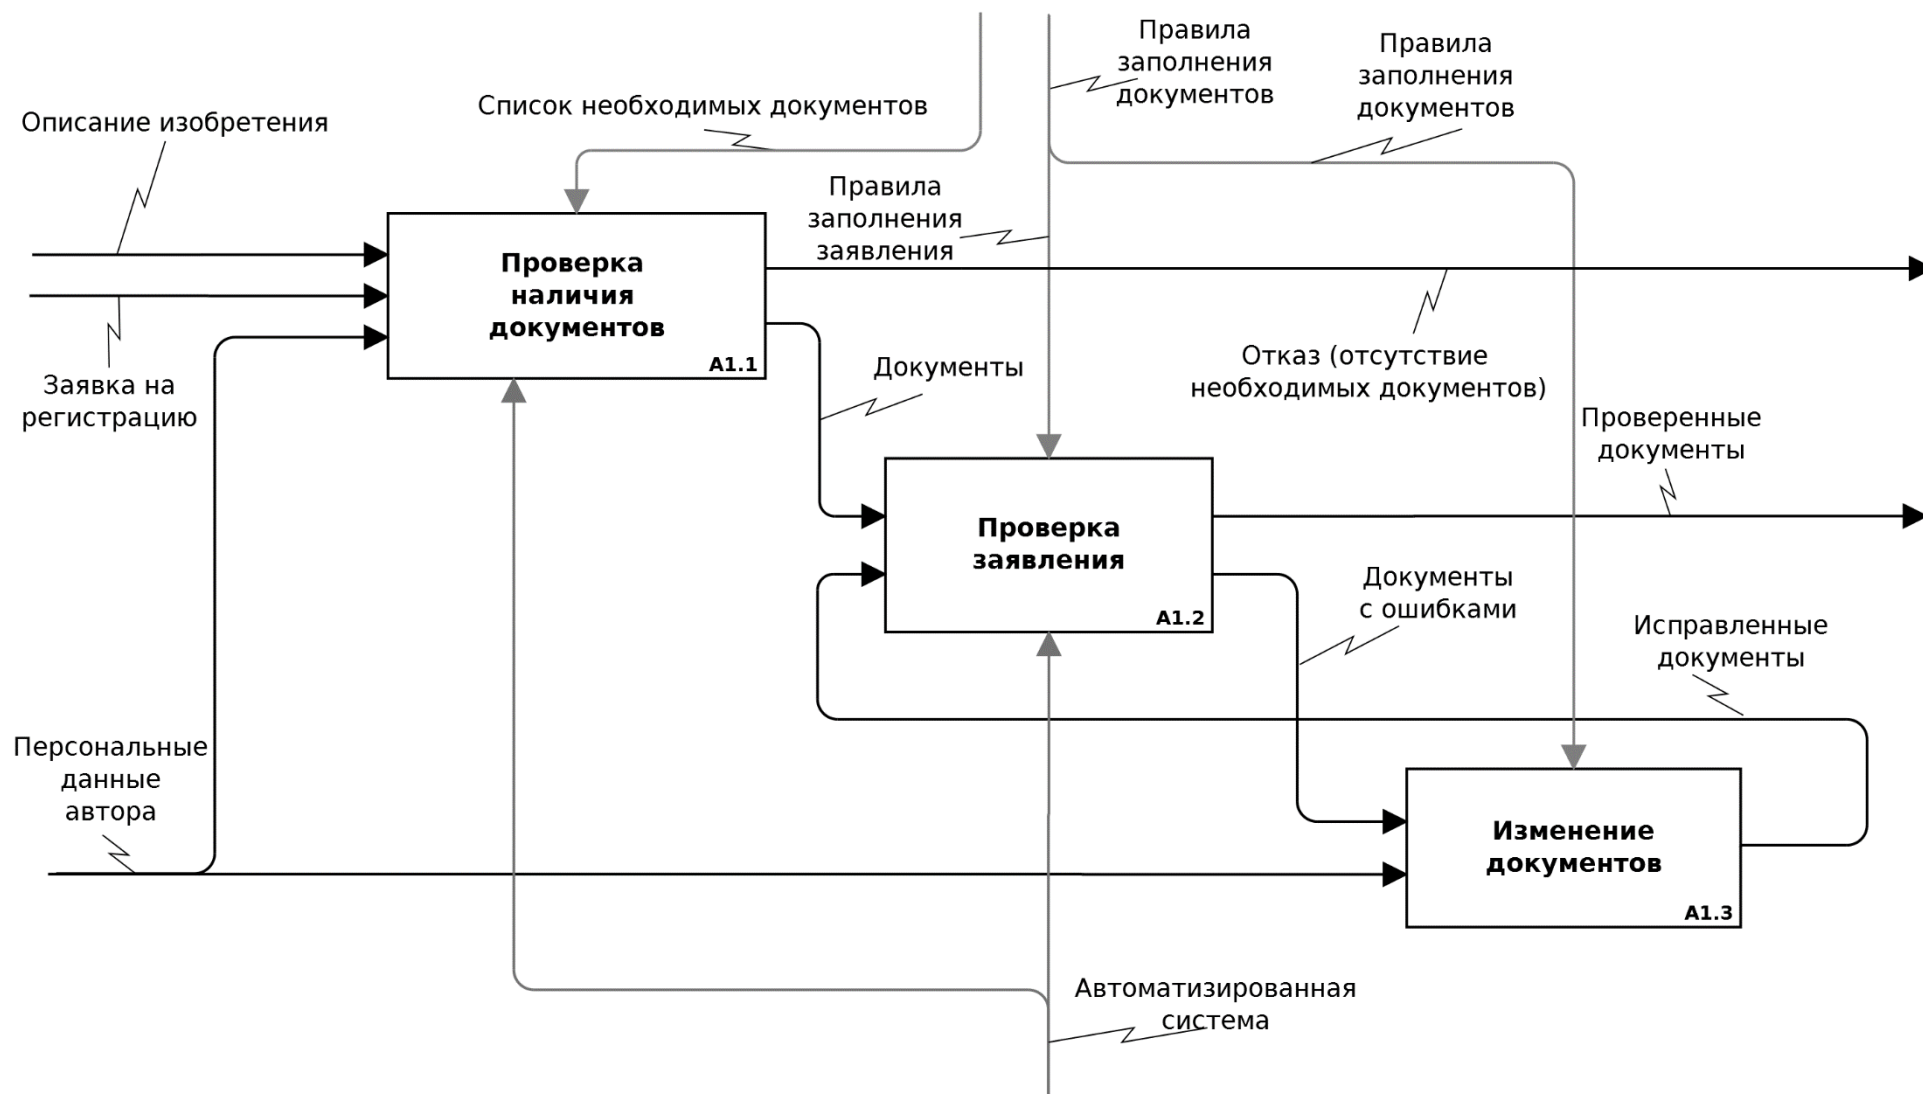 Правила
заполнения
документов
Правила
заполнения
документов
Список необходимых документов
Описание изобретения
Правила
заполнения
заявления
Проверка
наличия
документов
A1.1
Заявка на
регистрацию
Документы
Отказ (отсутствие
необходимых документов)
Проверенные
документы
Проверка
заявления
A1.2
Документы
с ошибками
Исправленные
документы
Персональные
данные
автора
Изменение
документов
A1.3
Автоматизированная
система